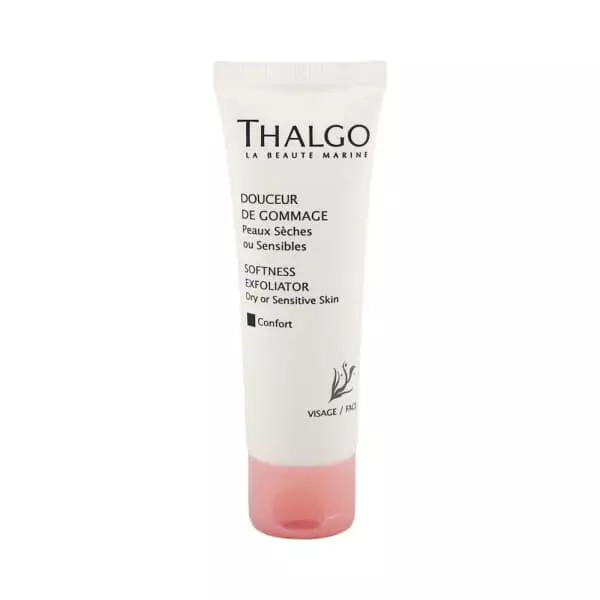 THALGO
LA BEAUTE MARINE
DOUCEUR
DE GOMMAGE
Peaux Sèches
ou Sensibles
SOFTNESS
EXFOLIATOR
Dry or Sensitive Skin
Confort
VISAGE / FACE